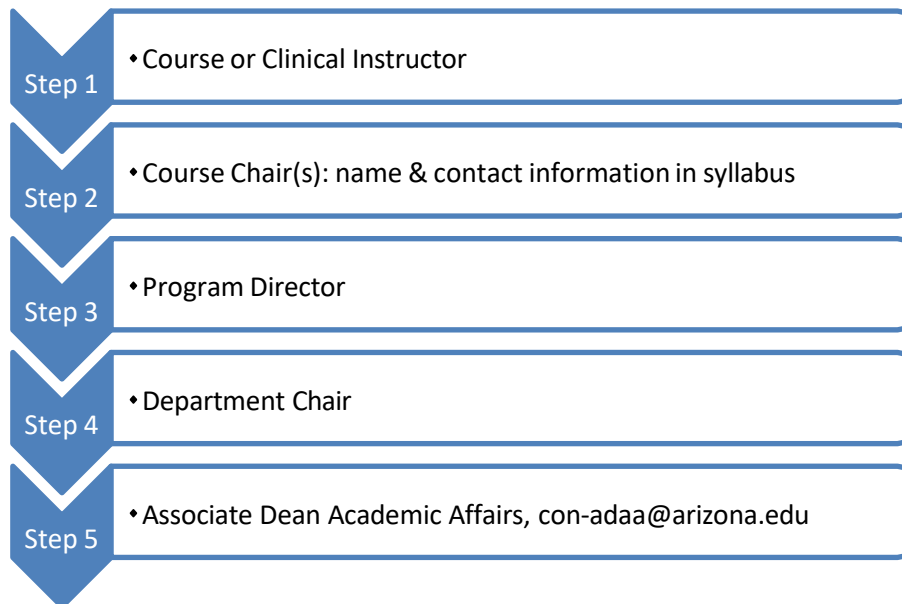 Step 1
• Course or Clinical Instructor
Step 2
• Course Chair(s): name & contact information in syllabus
Step 3
• Program Director
Step 4
• Department Chair
Step 5
• Associate Dean Academic Affairs, con-adaa@arizona.edu